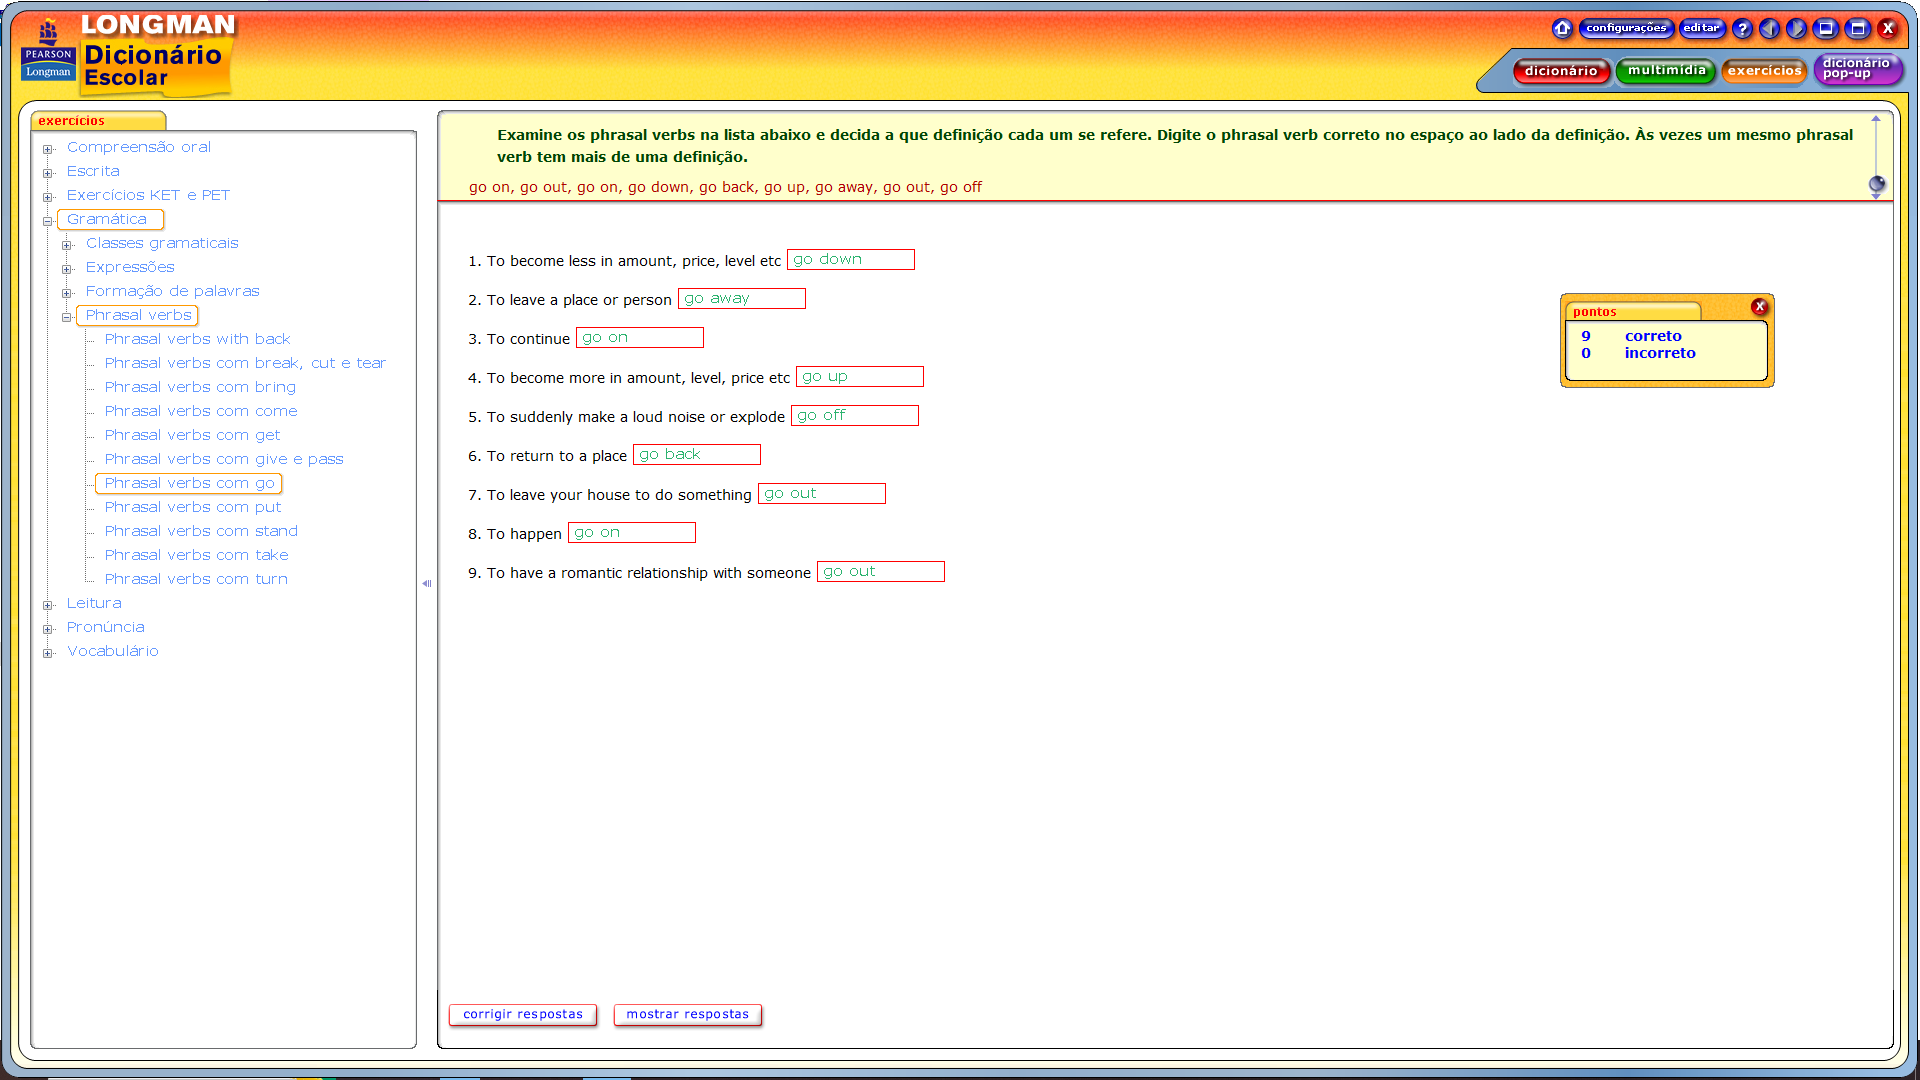 LONGMAN
PEARSON
Longman
Dicionário
Escolar
configurações
editar
?
X
dicionário
multimídia
exercícios
dicionário
pop-up
exercícios
Compreensão oral
Escrita
Exercícios KET e PET
Gramática
Classes gramaticais
Expressões
Formação de palavras
Phrasal verbs
Phrasal verbs with back
Phrasal verbs com break, cut e tear
Phrasal verbs com bring
Phrasal verbs com come
Phrasal verbs com get
Phrasal verbs com give e pass
Phrasal verbs com go
Phrasal verbs com put
Phrasal verbs com stand
Phrasal verbs com take
Phrasal verbs com turn
Leitura
Pronúncia
Vocabulário
Examine os phrasal verbs na lista abaixo e decida a que definição cada um se refere. Digite o phrasal verb correto no espaço ao lado da definição. Às vezes um mesmo phrasal
verb tem mais de uma definição.
go on, go out, go on, go down, go back, go up, go away, go out, go off
1. To become less in amount, price, level etc go down
2. To leave a place or person go away
3. To continue go on
4. To become more in amount, level, price etc go up
5. To suddenly make a loud noise or explode go off
6. To return to a place go back
7. To leave your house to do something go out
8. To happen go on
9. To have a romantic relationship with someone go out
pontos
X
9 correto
0 incorreto
corrigir respostas
mostrar respostas